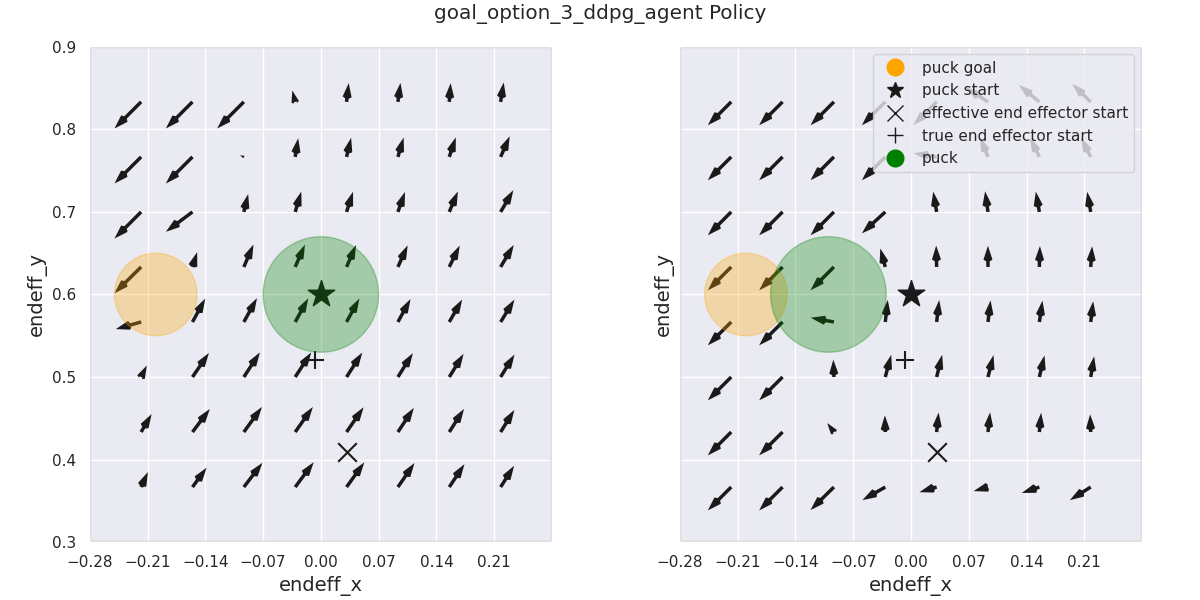 goal_option_3_ddpg_agent Policy
endeff_y
0.9
0.8
0.7
0.6
0.5
0.4
0.3
−0.28 −0.21 −0.14 −0.07 0.00 0.07 0.14 0.21
endeff_x
endeff_y
puck goal
puck start
effective end effector start
true end effector start
puck
−0.28 −0.21 −0.14 −0.07 0.00 0.07 0.14 0.21
endeff_x